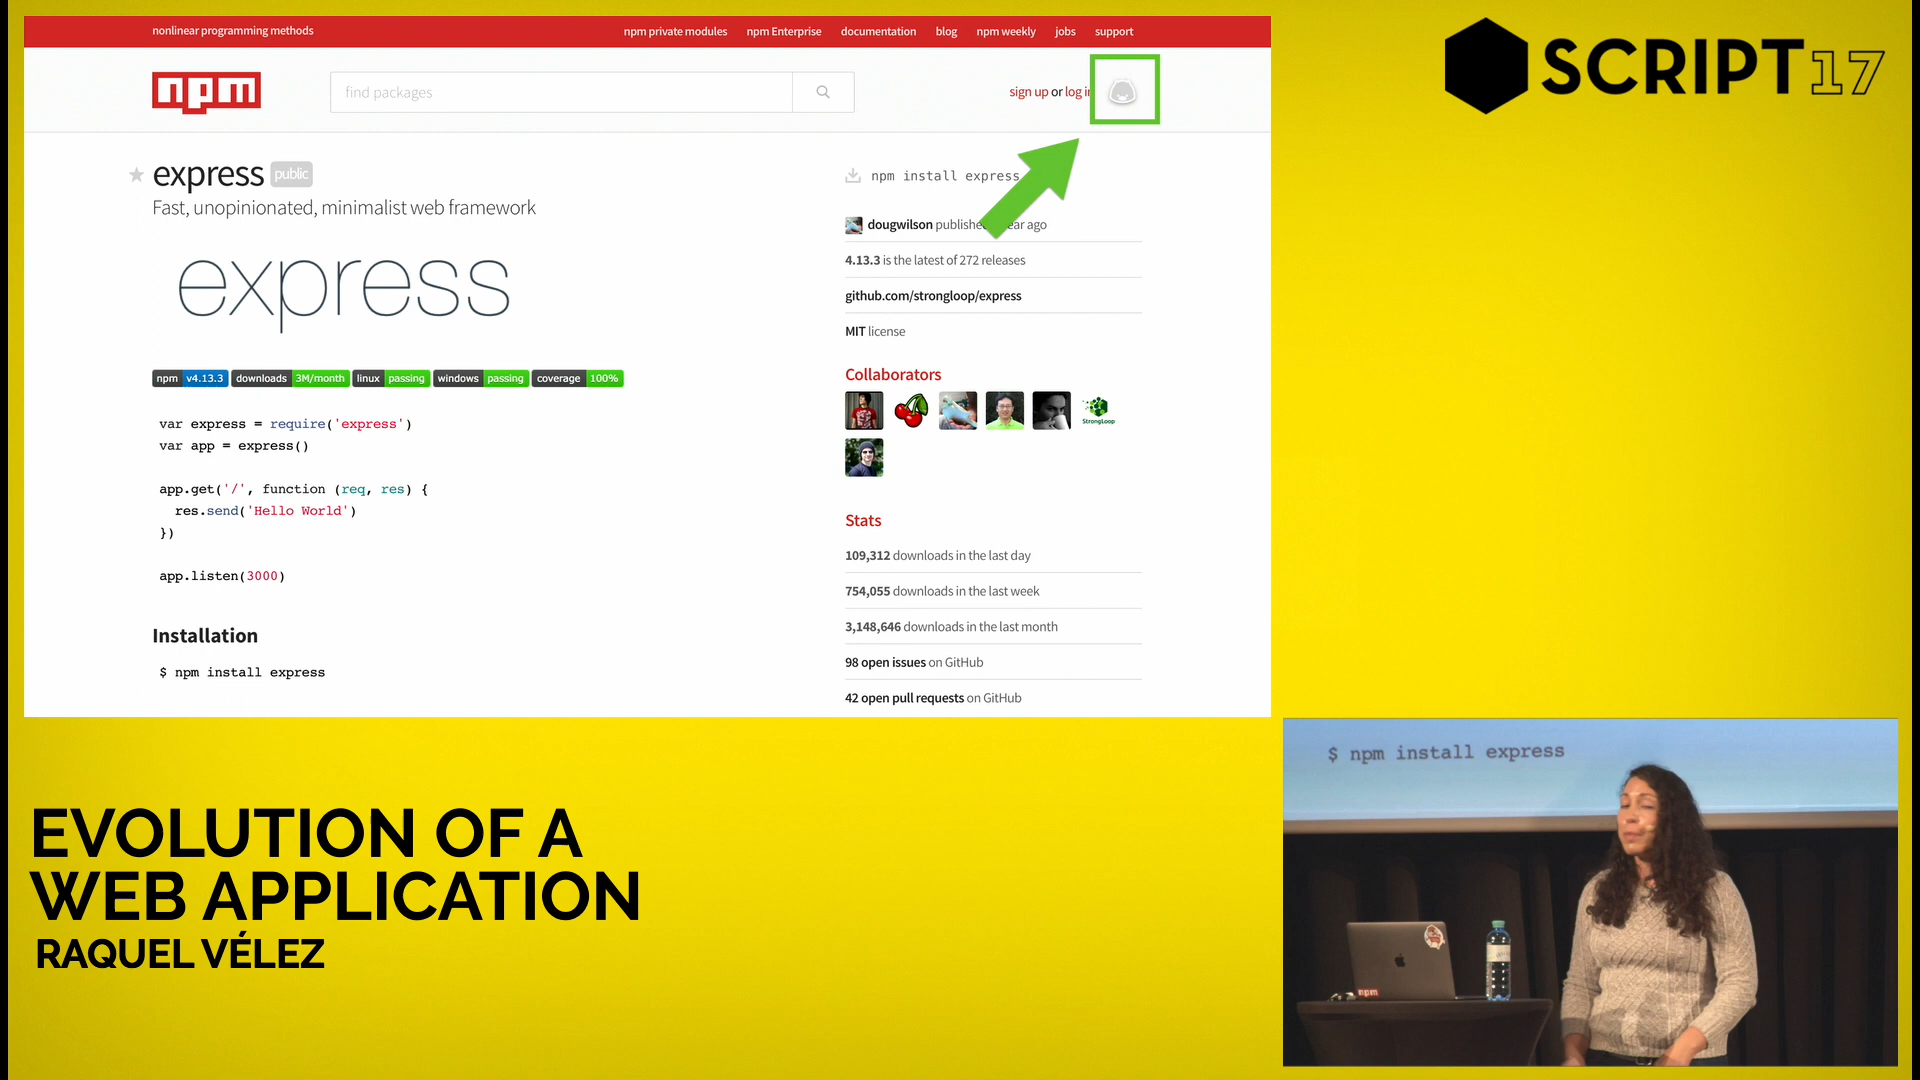 nonlinear programming methods
npm private modules npm Enterprise documentation blog npm weekly jobs support
npm
find packages
sign up or log i
express public
Fast, unopinionated, minimalist web framework
express
npm v4.13.3 downloads 3M/month linux passing windows passing coverage 100%
var express = require('express')
var app = express()
app.get('/', function (req, res) {
res.send('Hello World')
})
app.listen(3000)
Installation
$ npm install express
npm install express
dougwilson publishe ear ago
4.13.3 is the latest of 272 releases
github.com/strongloop/express
MIT license
Collaborators
StrongLoop
Stats
109,312 downloads in the last day
754,055 downloads in the last week
3,148,646 downloads in the last month
98 open issues on GitHub
42 open pull requests on GitHub
SCRIPT 17
$ npm install express
npm
EVOLUTION OF A
WEB APPLICATION
RAQUEL VÉLEZ